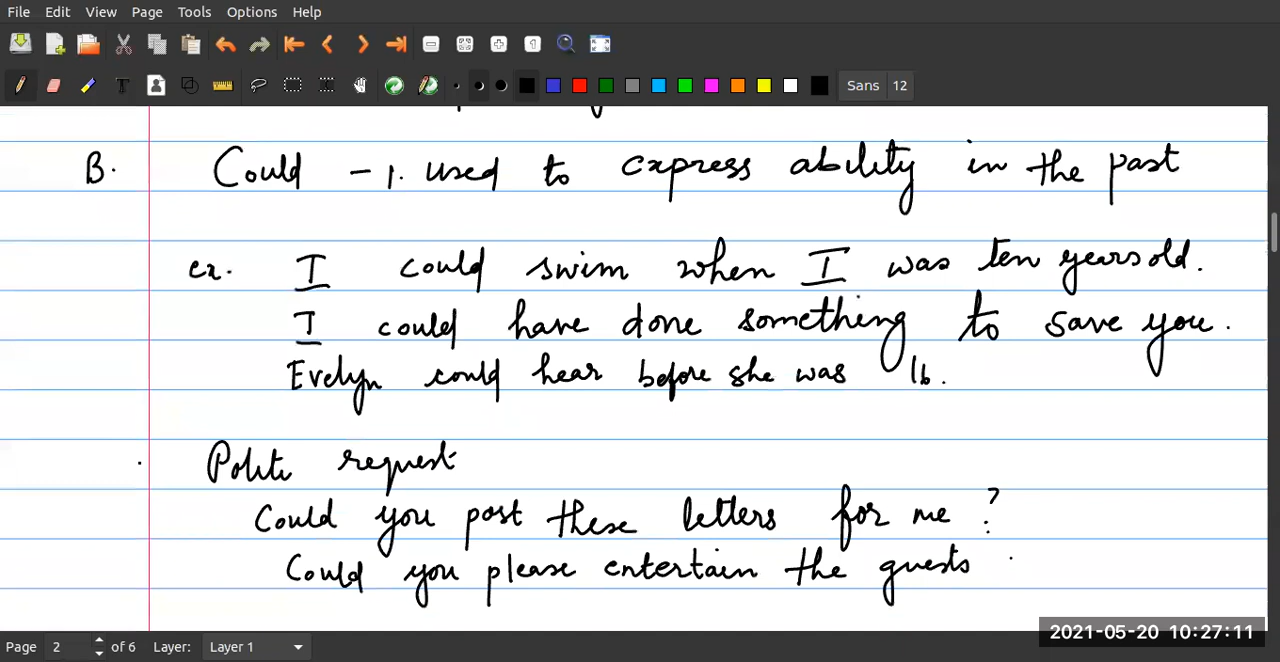 File Edit View Page Tools Options Help
Sans 12
B. Could - 1. used to express ability in the past
ex. I could swim when I was ten years old.
I could have done something to save you.
Evelyn could hear before she was 16.
Polite request
Could you post these letters for me?
Could you please entertain the guests
2021-05-20 10:27:11
Page 2 of 6 Layer: Layer 1